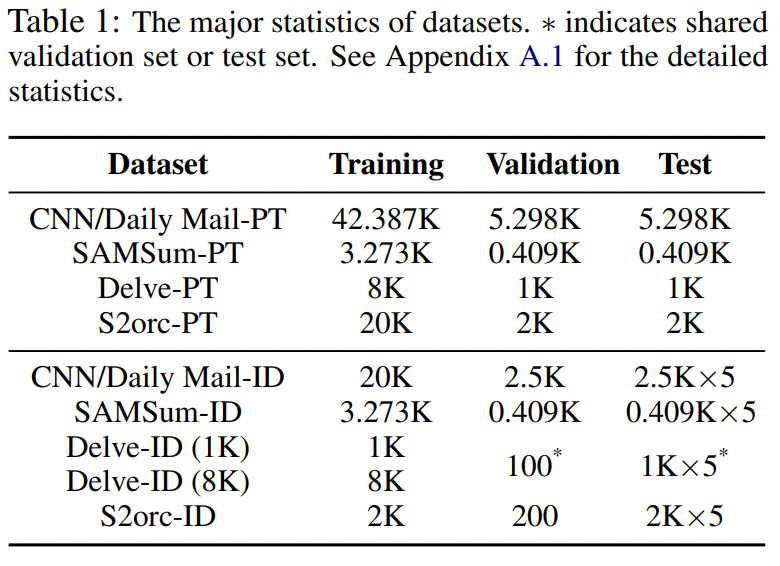 Table 1: The major statistics of datasets. ∗ indicates shared
validation set or test set. See Appendix A.1 for the detailed
statistics.
Dataset Training Validation Test
CNN/Daily Mail-PT 42.387K 5.298K 5.298K
SAMSum-PT 3.273K 0.409K 0.409K
Delve-PT 8K 1K 1K
S2orc-PT 20K 2K 2K
CNN/Daily Mail-ID 20K 2.5K 2.5K×5
SAMSum-ID 3.273K 0.409K 0.409K×5
Delve-ID (1K) 1K
100* 1K×5*
Delve-ID (8K) 8K
S2orc-ID 2K 200 2K×5